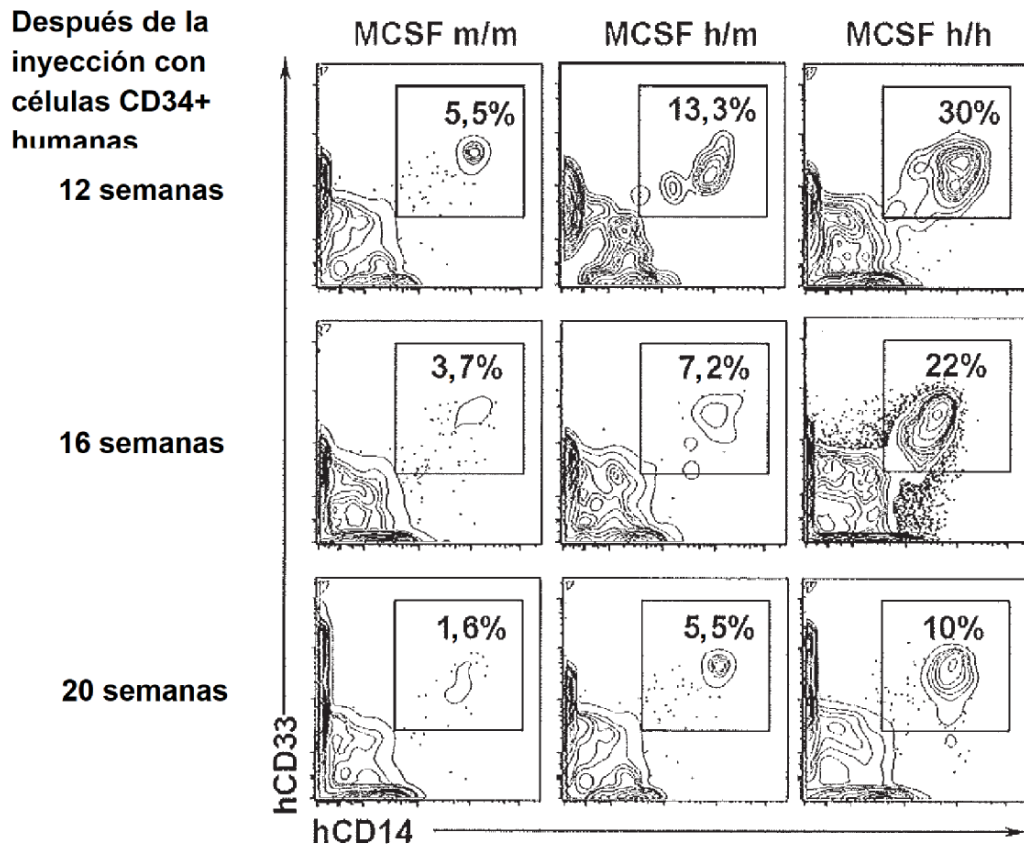 Después de la
inyección con
células CD34+
humanas
MCSF m/m
MCSF h/m
MCSF h/h
12 semanas
5,5%
13,3%
30%
16 semanas
3,7%
7,2%
22%
20 semanas
1,6%
5,5%
10%
hCD33
hCD14